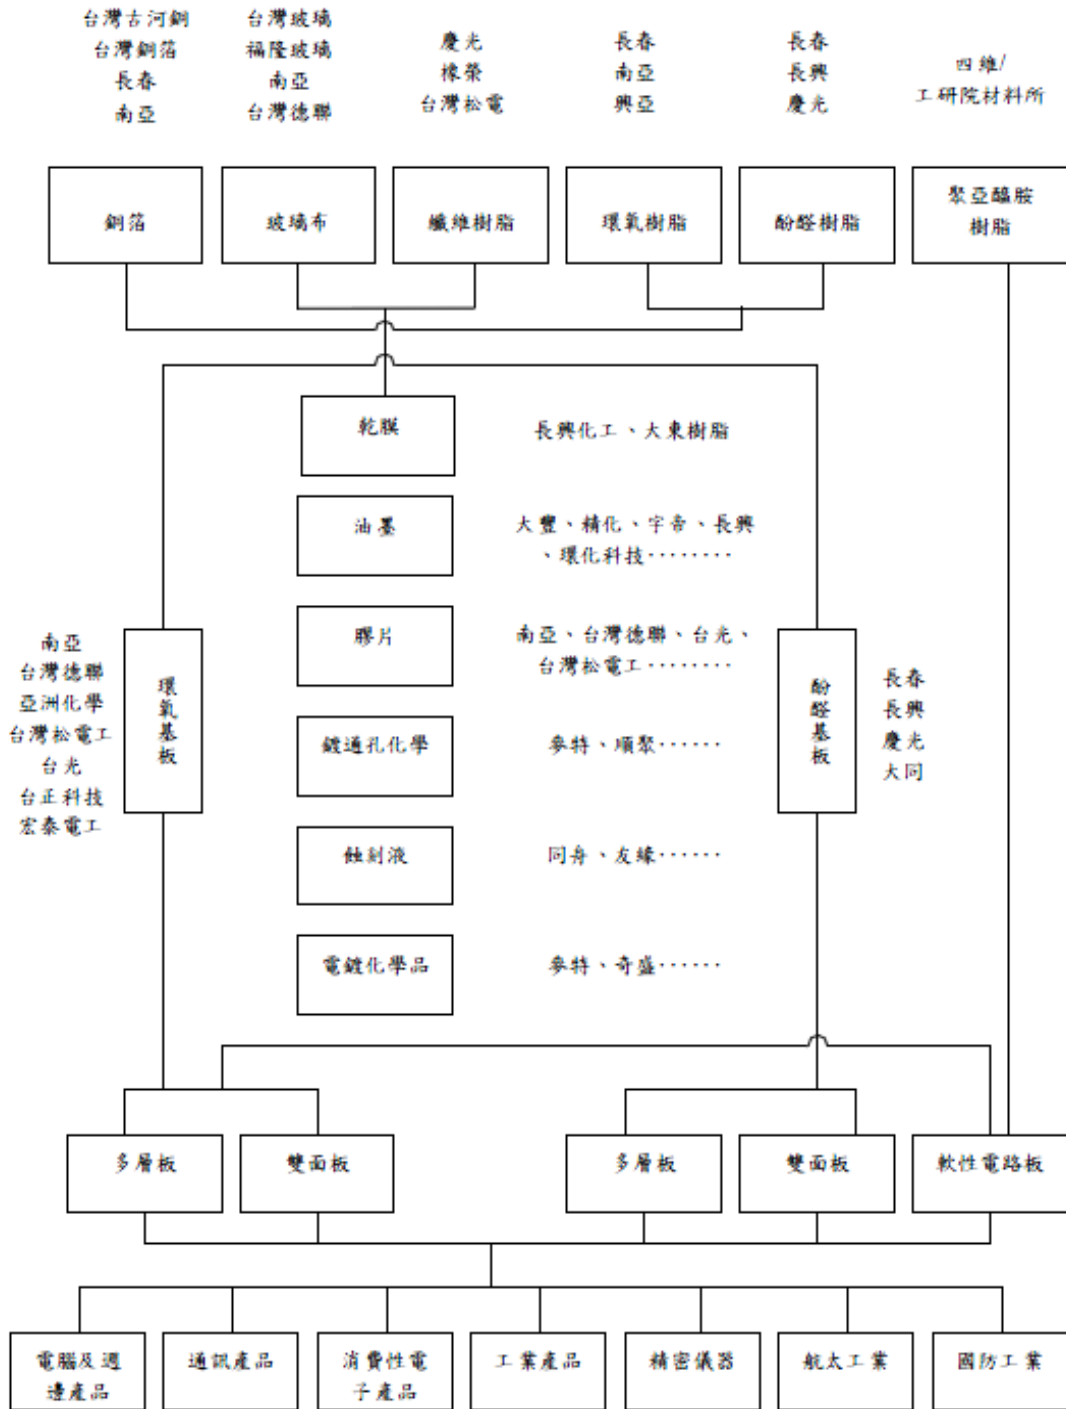 台灣古河銅
台灣銅箔
長春
南亞
台灣玻璃
福隆玻璃
南亞
台灣德聯
慶光
橡榮
台灣松電
長春
南亞
興亞
長春
長興
慶光
四維/
工研院材料所
銅箔
玻璃布
纖維樹脂
環氧樹脂
酚醛樹脂
聚亞醯胺
樹脂
乾膜
長興化工、大東樹脂
油墨
大豐、精化、宇帝、長興
、環化科技‧‧‧‧‧‧‧‧
膠片
南亞、台灣德聯、台光、
台灣松電工‧‧‧‧‧‧‧‧
鍍通孔化學
麥特、順聚‧‧‧‧‧‧
蝕刻液
同舟、友緣‧‧‧‧‧‧
電鍍化學品
麥特、奇盛‧‧‧‧‧‧
南亞
台灣德聯
亞洲化學
台灣松電工
台光
台正科技
宏泰電工
環氧基板
酚醛基板
長春
長興
慶光
大同
多層板
雙面板
多層板
雙面板
軟性電路板
電腦及週
邊產品
通訊產品
消費性電
子產品
工業產品
精密儀器
航太工業
國防工業